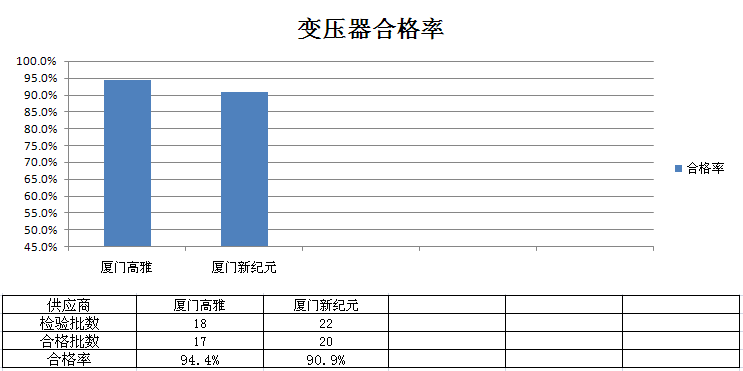 变压器合格率
100.0%
95.0%
90.0%
85.0%
80.0%
75.0%
70.0%
65.0%
60.0%
55.0%
50.0%
45.0%
厦门高雅
厦门新纪元
合格率
供应商 厦门高雅 厦门新纪元
检验批数 18 22
合格批数 17 20
合格率 94.4% 90.9%